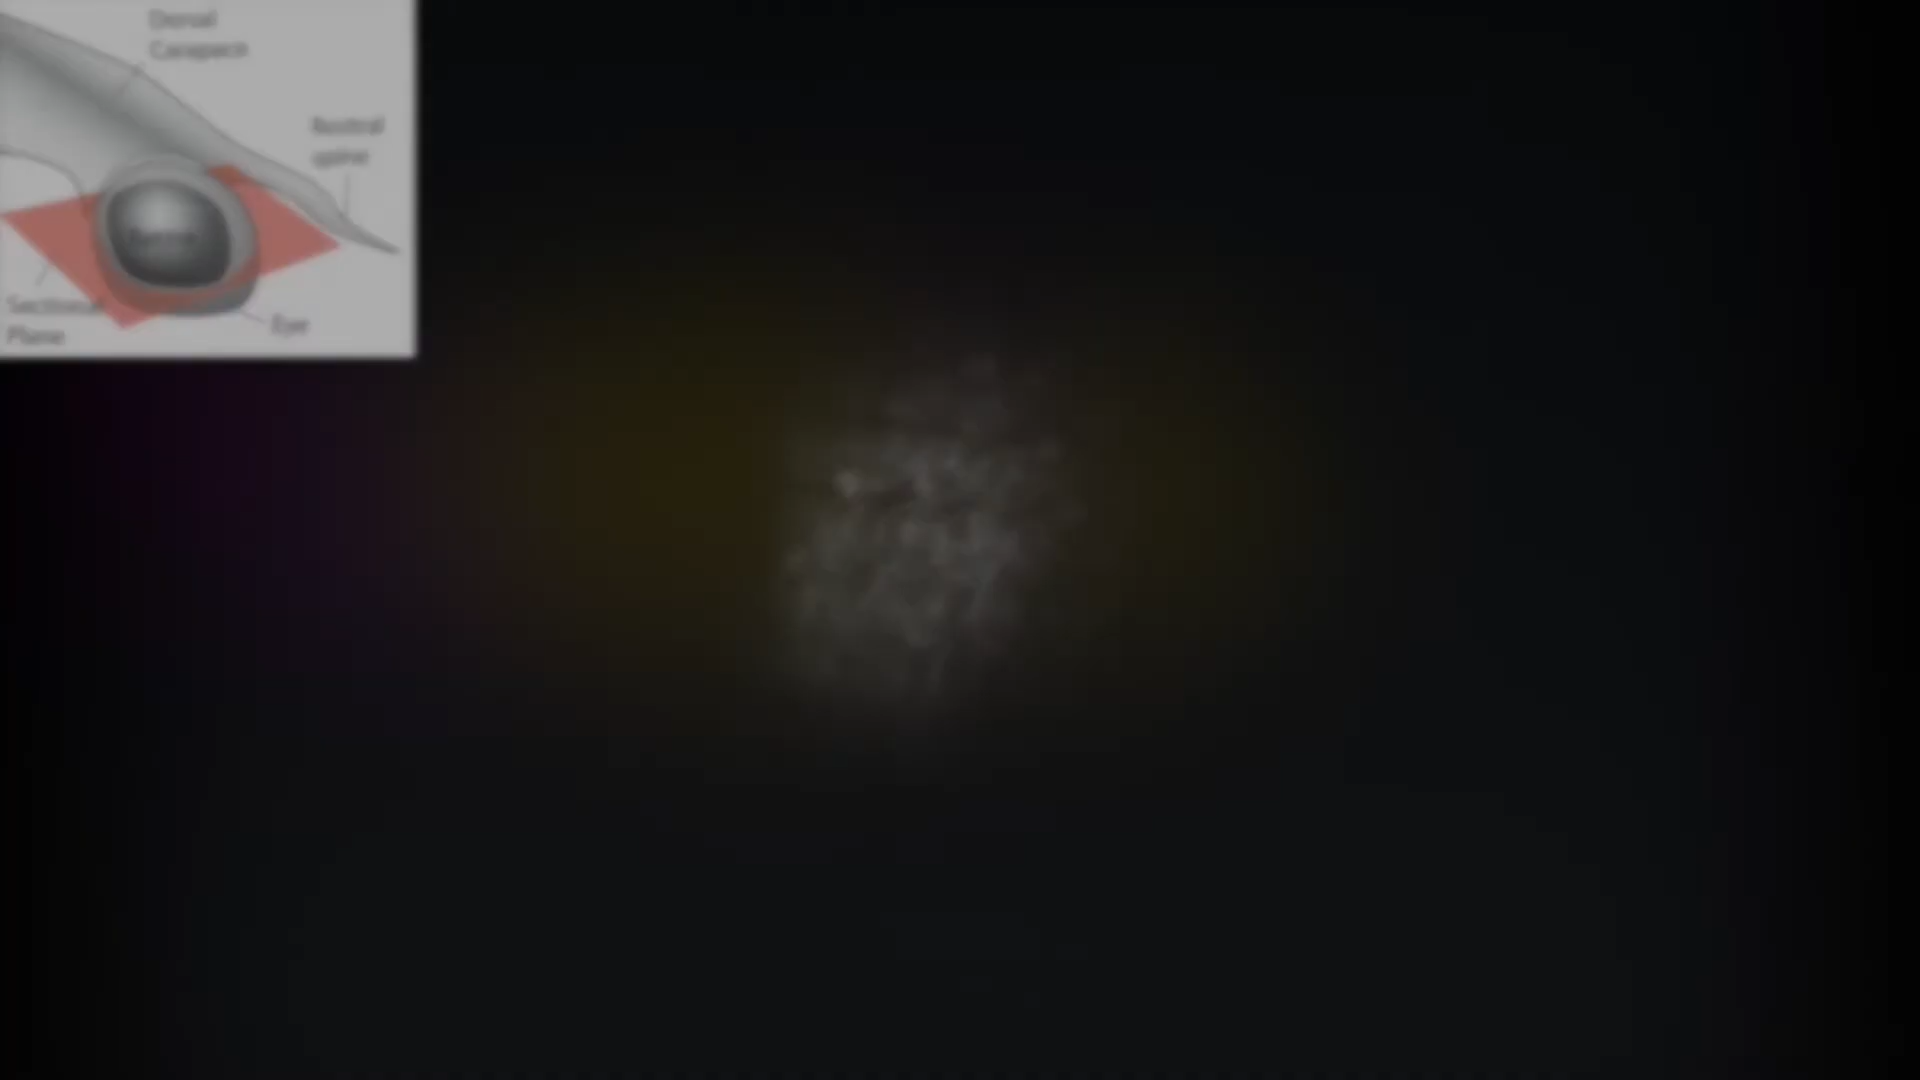 Dorsal
Carapace
Rostral
spine
Sectional
Plane
Eye